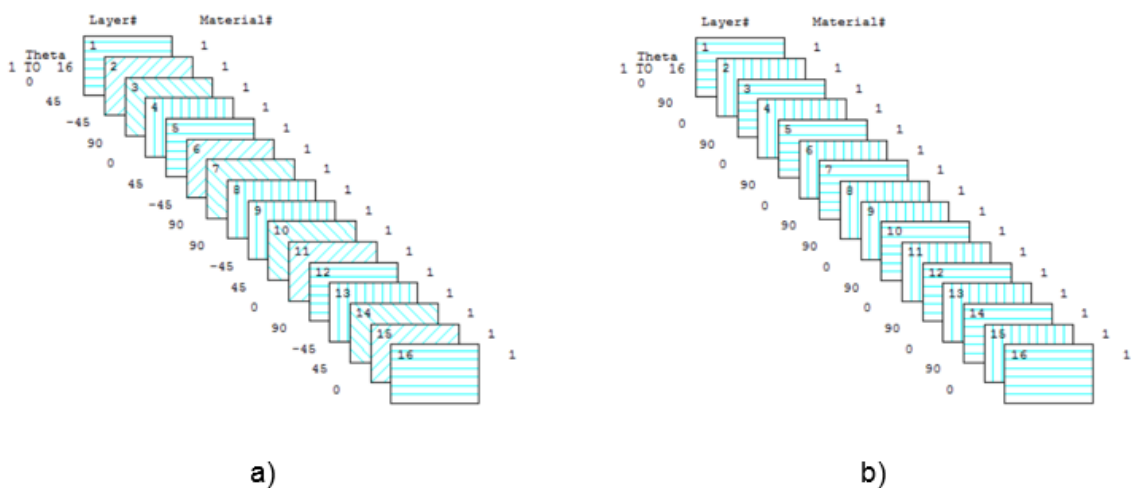 Layer# Material#
1 1
Theta
1 TO 16 2 1
0 3 1
45 4 1
-45 5 1
90 6 1
0 7 1
45 8 1
-45 9 1
90 10 1
90 11 1
-45 12 1
45 13 1
0 14 1
90 15 1
-45 16 1
45
0
a)
Layer# Material#
1 1
Theta
1 TO 16 2 1
0 3 1
90 4 1
0 5 1
90 6 1
0 7 1
90 8 1
0 9 1
90 10 1
90 11 1
0 12 1
90 13 1
0 14 1
90 15 1
0 16 1
90
0
b)